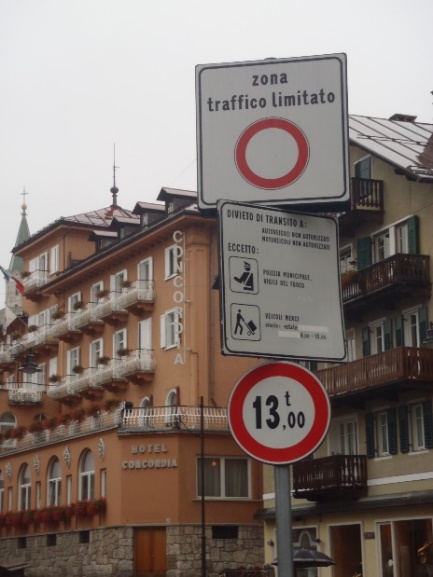 zona
traffico limitato
DIVIETO DI TRANSITO A:
AUTOVEICOLI NON AUTORIZZATI
MOTOVEICOLI NON AUTORIZZATI
ECCETTO:
POLIZIA MUNICIPALE,
VIGILI DEL FUOCO
VEICOLI MERCI
estate
13,00 t
CONCORDIA
HOTEL
CONCORDIA